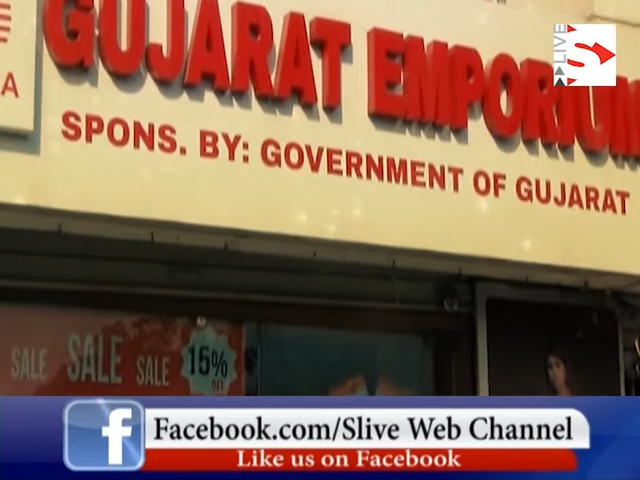 GUJARAT EMPORIUM
SPONS. BY: GOVERNMENT OF GUJARAT
A
LIVE
S
SALE SALE SALE 15% OFF
f
Facebook.com/Slive Web Channel
Like us on Facebook